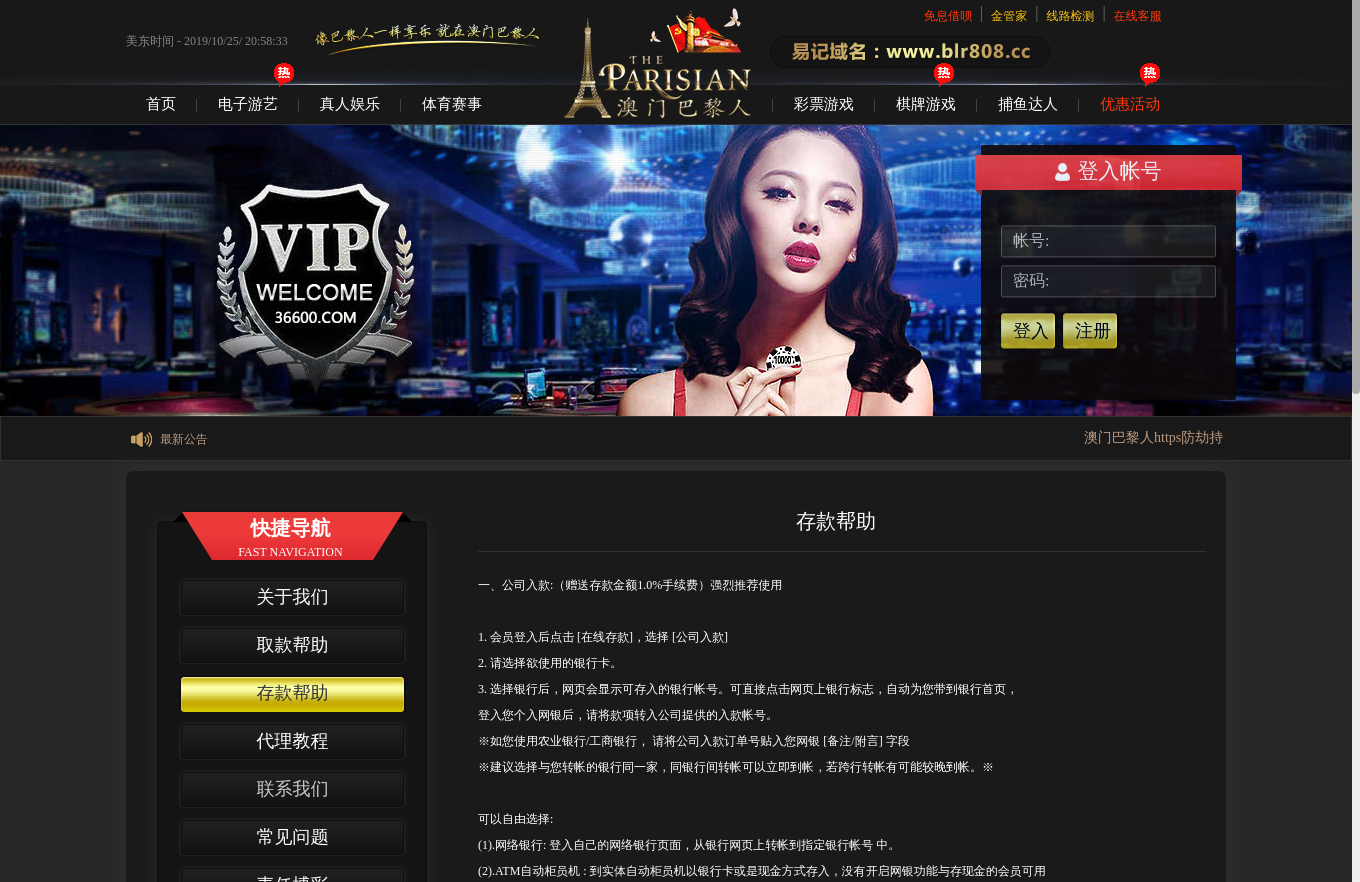 免息借呗 金管家 线路检测 在线客服
美东时间 - 2019/10/25/ 20:58:33
像巴黎人一样享乐 就在澳门巴黎人
THE
PARISIAN
澳门巴黎人
易记域名：www.blr808.cc
热 热 热
首页 电子游艺 真人娱乐 体育赛事 彩票游戏 棋牌游戏 捕鱼达人 优惠活动
VIP
WELCOME
36600.COM
10000
登入帐号
帐号:
密码:
登入 注册
最新公告 澳门巴黎人https防劫持
快捷导航
FAST NAVIGATION
关于我们
取款帮助
存款帮助
代理教程
联系我们
常见问题
责任博彩
存款帮助
一、公司入款:（赠送存款金额1.0%手续费）强烈推荐使用
1. 会员登入后点击 [在线存款]，选择 [公司入款]
2. 请选择欲使用的银行卡。
3. 选择银行后，网页会显示可存入的银行帐号。可直接点击网页上银行标志，自动为您带到银行首页，
登入您个入网银后，请将款项转入公司提供的入款帐号。
※如您使用农业银行/工商银行， 请将公司入款订单号贴入您网银 [备注/附言] 字段
※建议选择与您转帐的银行同一家，同银行间转帐可以立即到帐，若跨行转帐有可能较晚到帐。※
可以自由选择:
(1).网络银行: 登入自己的网络银行页面，从银行网页上转帐到指定银行帐号 中。
(2).ATM自动柜员机 : 到实体自动柜员机以银行卡或是现金方式存入，没有开启网银功能与存现金的会员可用